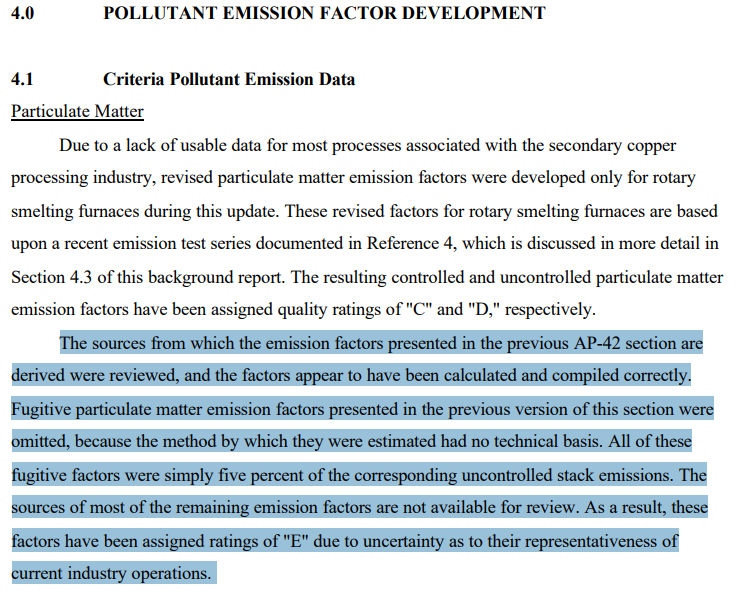 4.0 POLLUTANT EMISSION FACTOR DEVELOPMENT
4.1 Criteria Pollutant Emission Data
Particulate Matter
Due to a lack of usable data for most processes associated with the secondary copper
processing industry, revised particulate matter emission factors were developed only for rotary
smelting furnaces during this update. These revised factors for rotary smelting furnaces are based
upon a recent emission test series documented in Reference 4, which is discussed in more detail in
Section 4.3 of this background report. The resulting controlled and uncontrolled particulate matter
emission factors have been assigned quality ratings of "C" and "D," respectively.
The sources from which the emission factors presented in the previous AP-42 section are
derived were reviewed, and the factors appear to have been calculated and compiled correctly.
Fugitive particulate matter emission factors presented in the previous version of this section were
omitted, because the method by which they were estimated had no technical basis. All of these
fugitive factors were simply five percent of the corresponding uncontrolled stack emissions. The
sources of most of the remaining emission factors are not available for review. As a result, these
factors have been assigned ratings of "E" due to uncertainty as to their representativeness of
current industry operations.